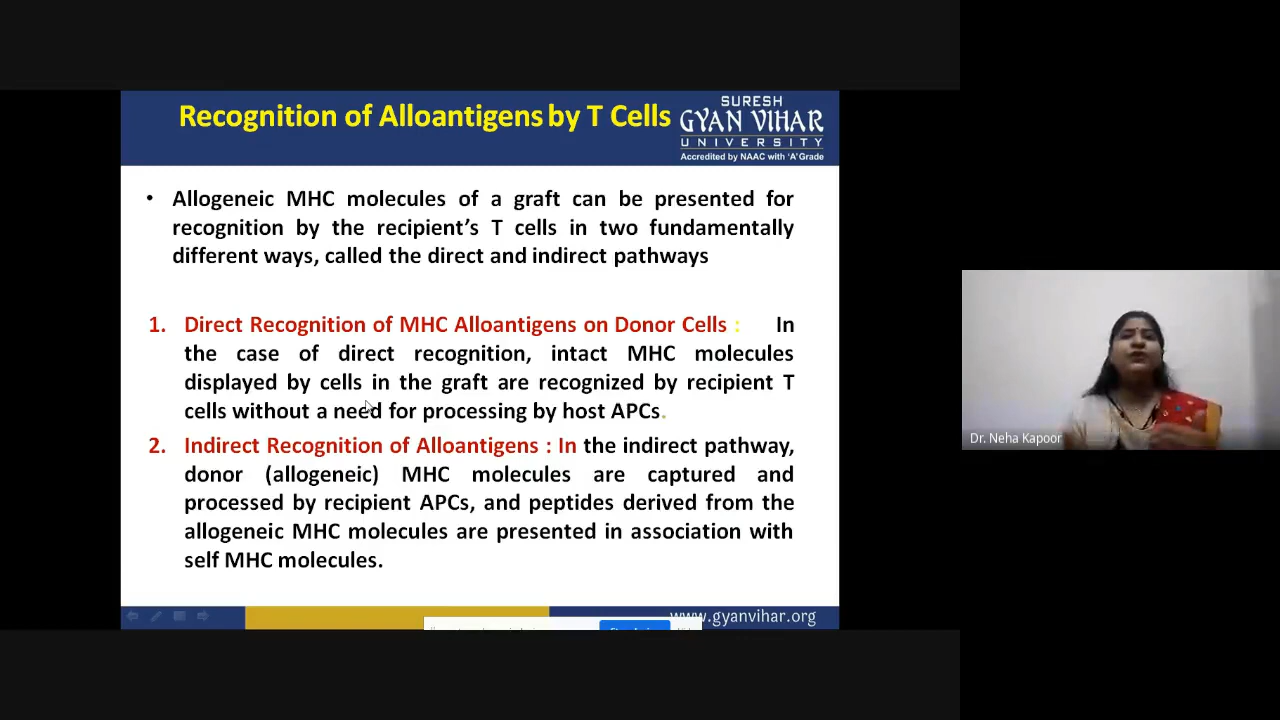 Recognition of Alloantigens by T Cells
SURESH
GYAN VIHAR
UNIVERSITY
Accredited by NAAC with 'A' Grade
• Allogeneic MHC molecules of a graft can be presented for
recognition by the recipient's T cells in two fundamentally
different ways, called the direct and indirect pathways
1. Direct Recognition of MHC Alloantigens on Donor Cells : In
the case of direct recognition, intact MHC molecules
displayed by cells in the graft are recognized by recipient T
cells without a need for processing by host APCs.
2. Indirect Recognition of Alloantigens : In the indirect pathway,
donor (allogeneic) MHC molecules are captured and
processed by recipient APCs, and peptides derived from the
allogeneic MHC molecules are presented in association with
self MHC molecules.
www.gyanvihar.org
Dr. Neha Kapoor